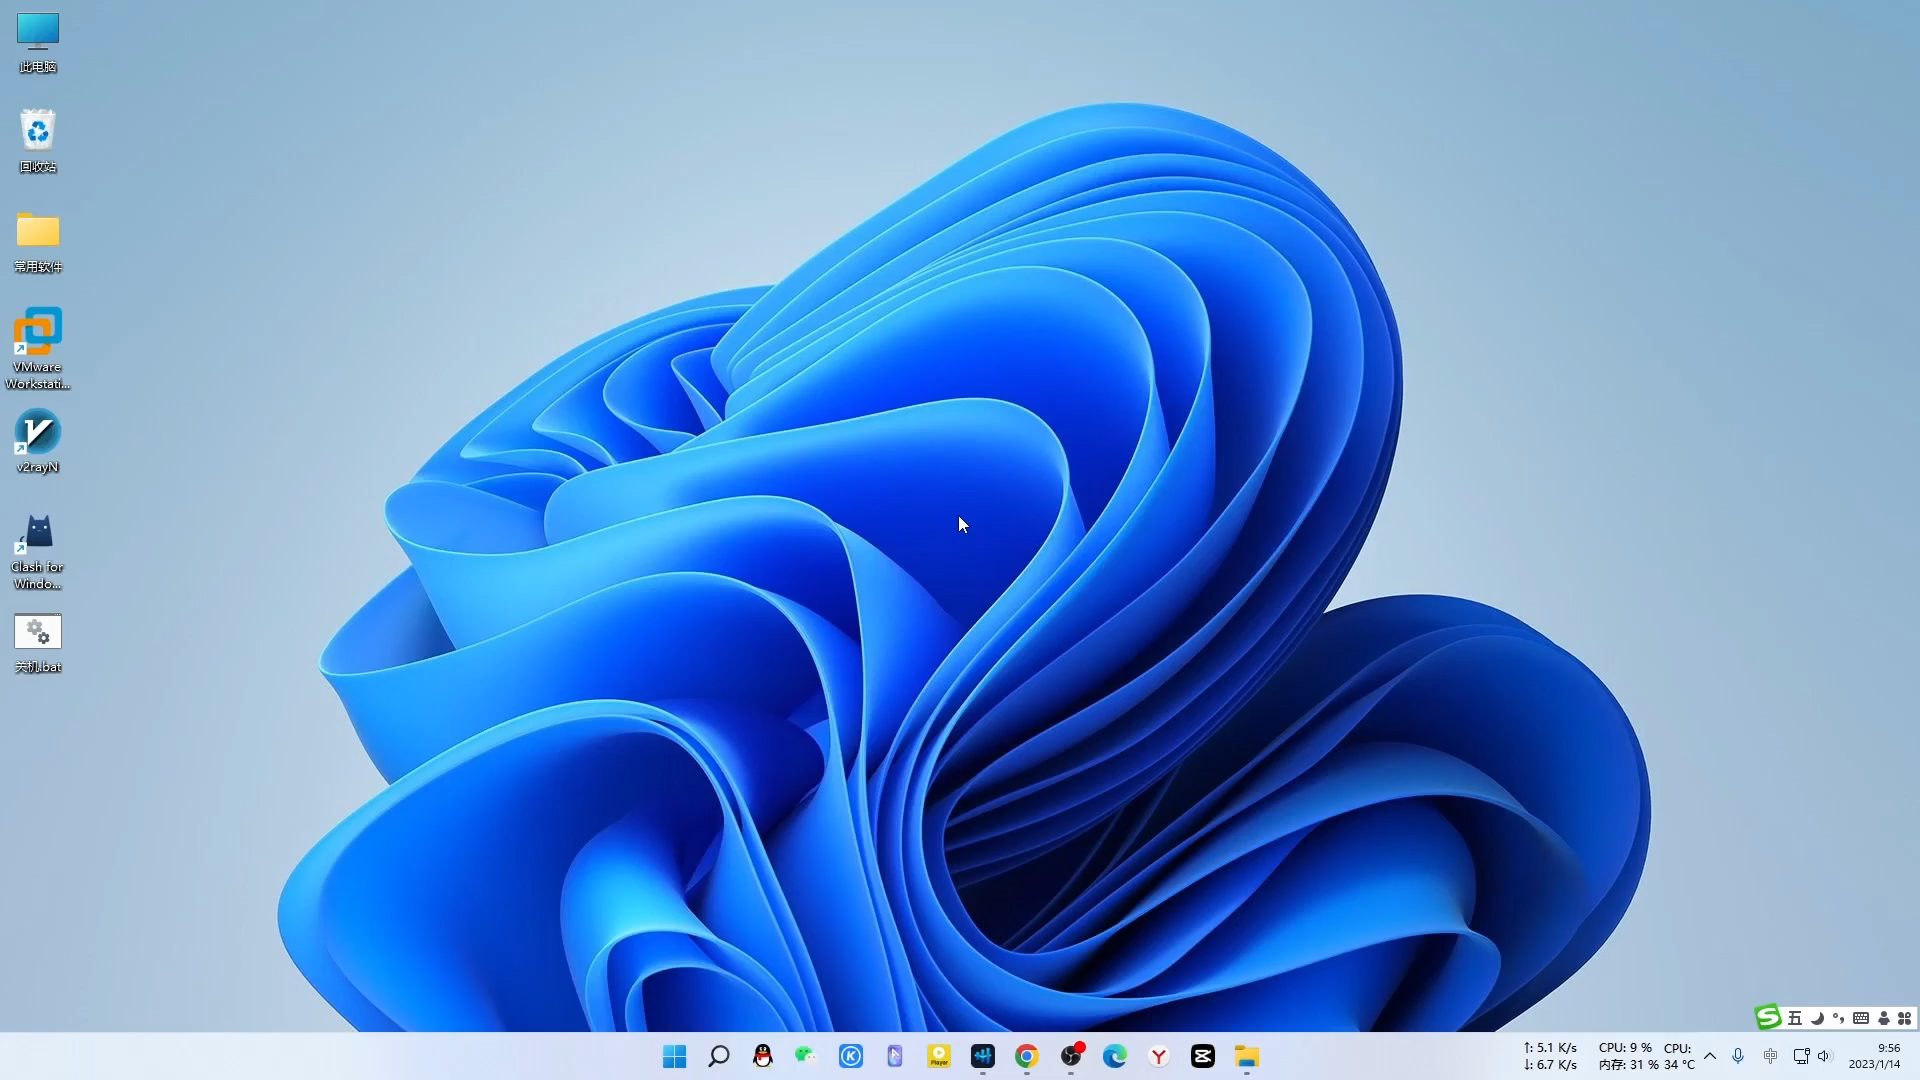 此电脑
回收站
常用软件
VMware
Workstati...
v2rayN
Clash for
Windo...
关机.bat
五
Player
↑: 5.1 K/s
↓: 6.7 K/s
CPU: 9 % CPU:
内存: 31 % 34 °C
中
9:56
2023/1/14